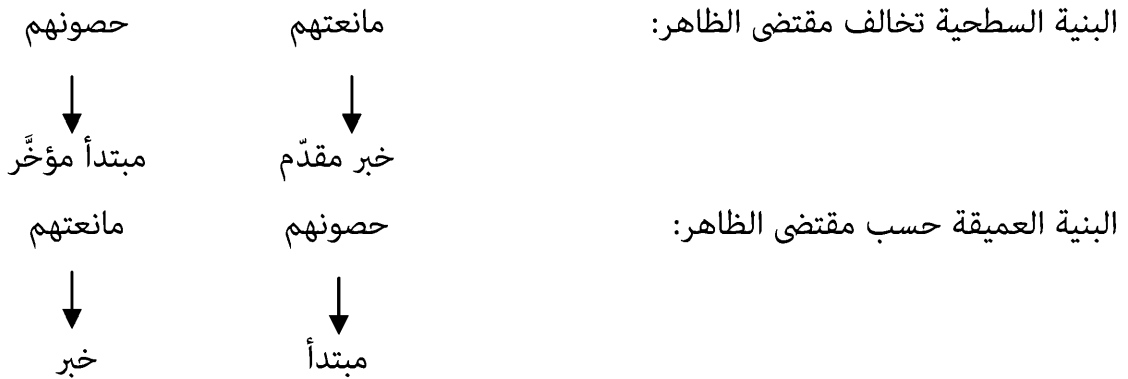 البنية السطحية تخالف مقتضى الظاهر: مانعتهم حصونهم
خبر مقدّم مبتدأ مؤخَّر
البنية العميقة حسب مقتضى الظاهر: حصونهم مانعتهم
مبتدأ خبر